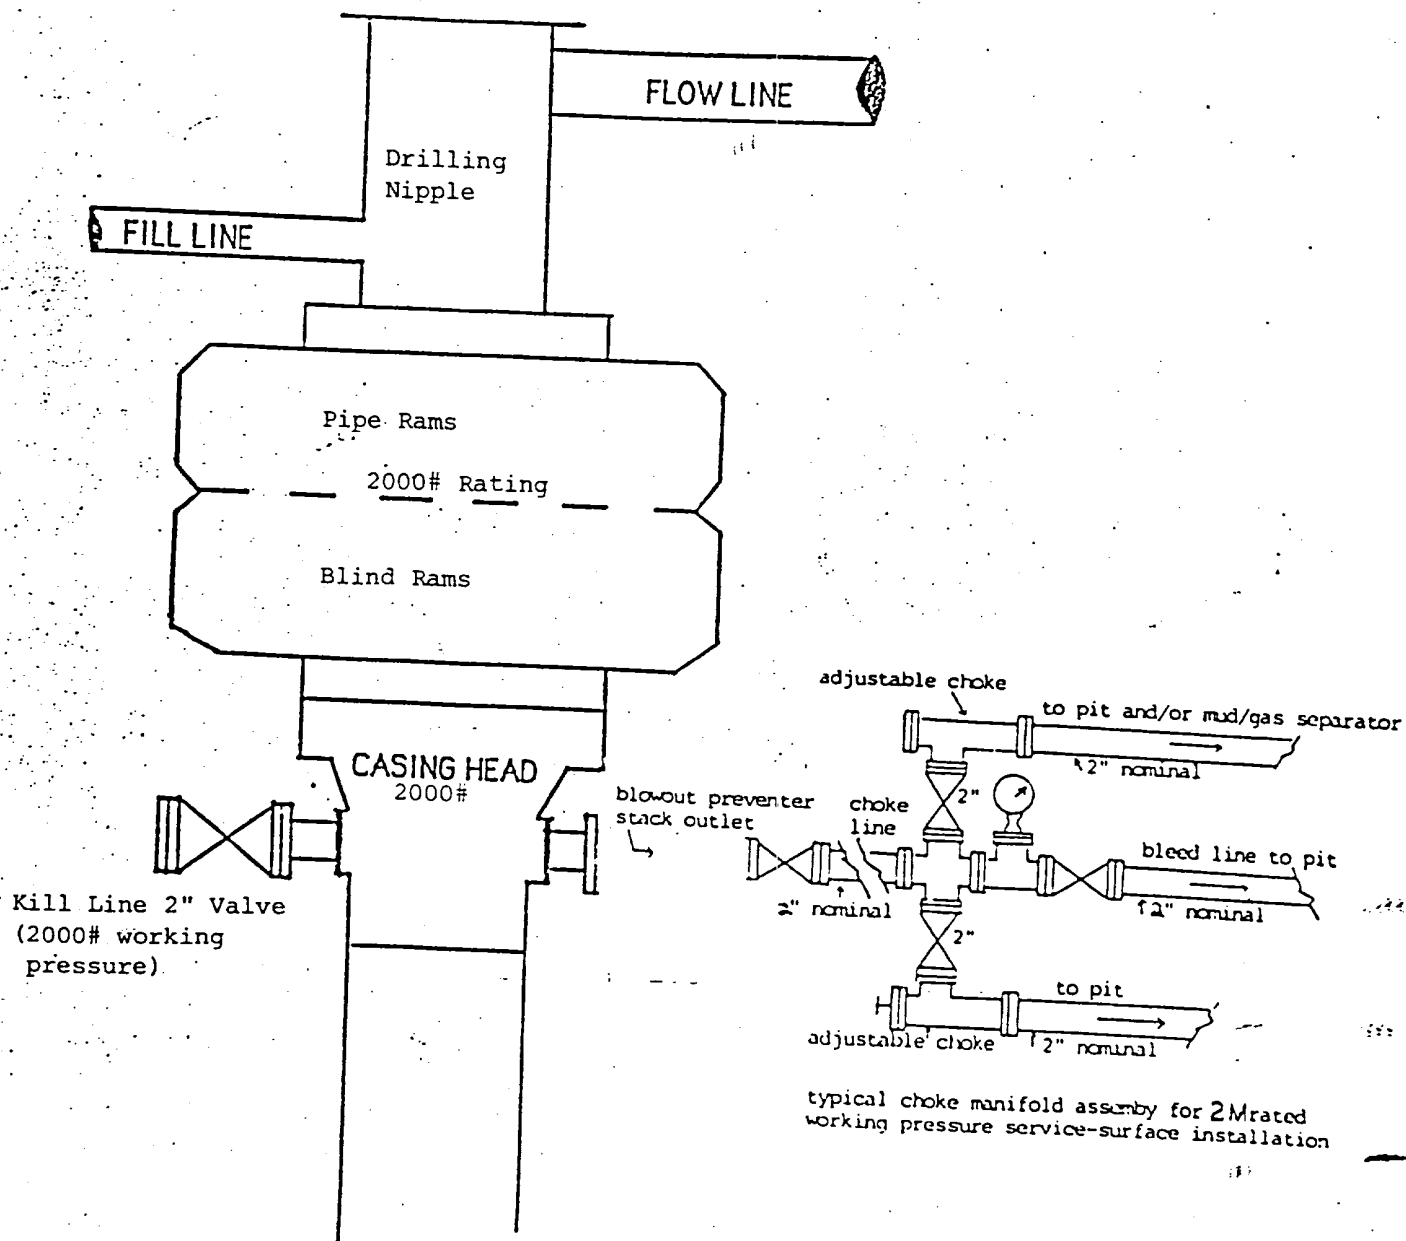 FLOW LINE
Drilling
Nipple
FILL LINE
Pipe Rams
2000# Rating
Blind Rams
CASING HEAD
2000#
Kill Line 2" Valve
(2000# working
pressure)
adjustable choke
to pit and/or mud/gas separator
2" nominal
2"
blowout preventer
stack outlet
choke
line
2" nominal
bleed line to pit
2" nominal
2"
to pit
adjustable choke
2" nominal
typical choke manifold assemby for 2M rated
working pressure service-surface installation